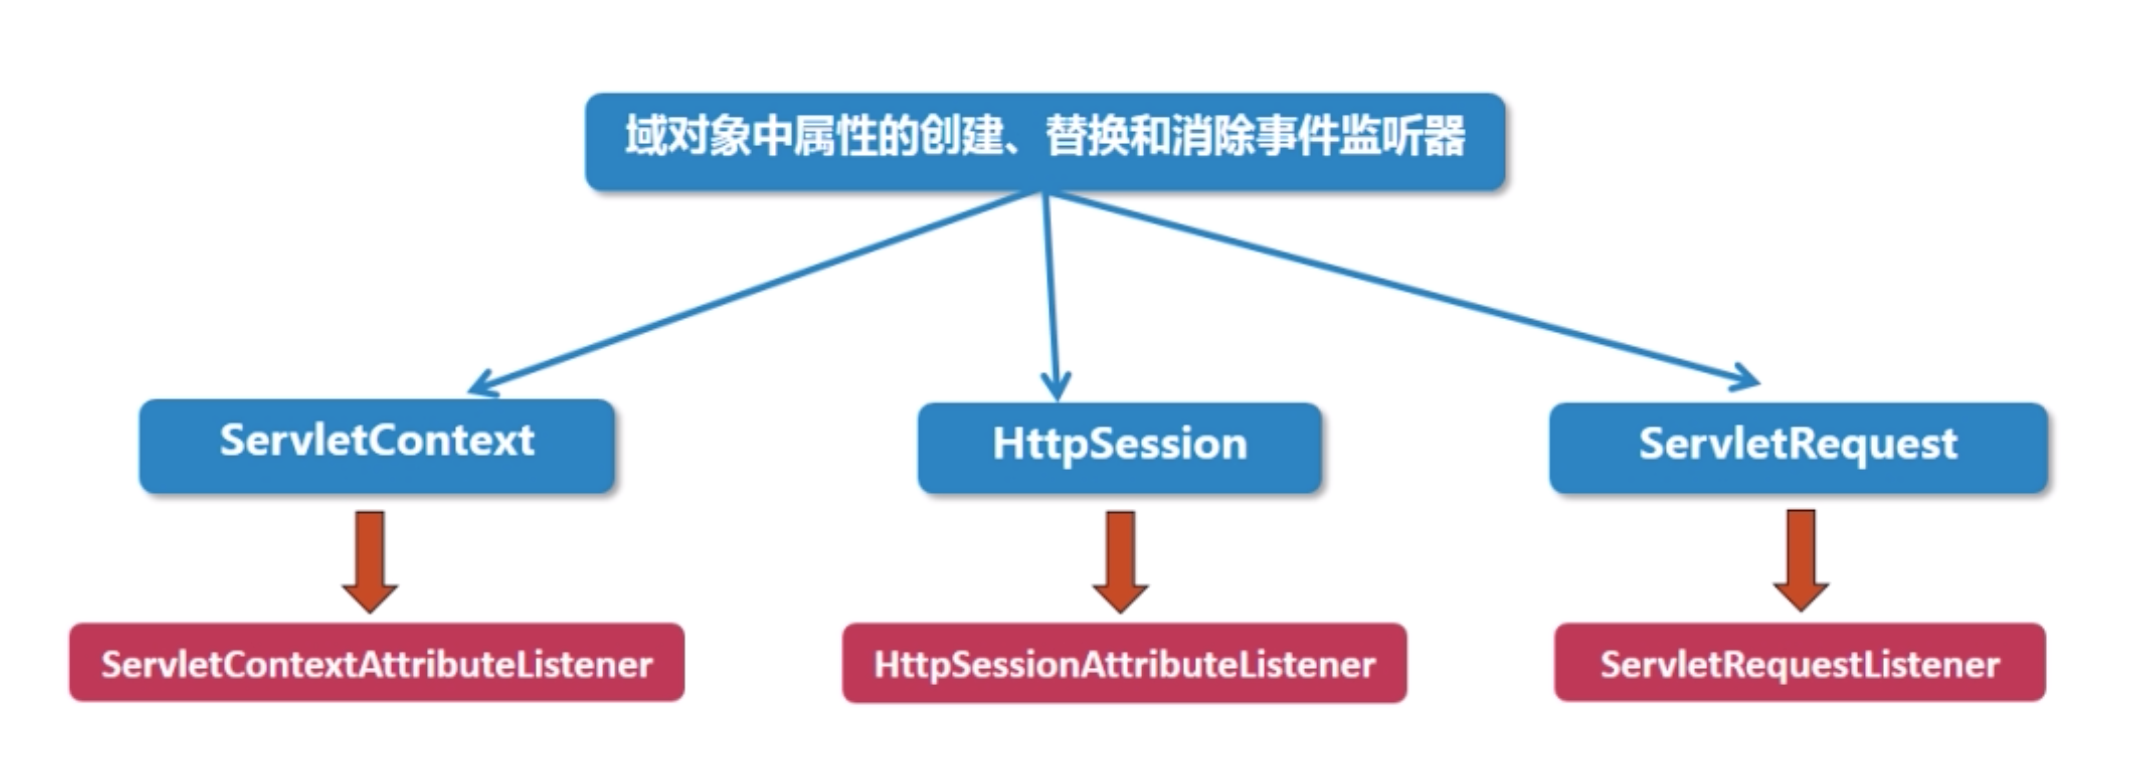 域对象中属性的创建、替换和消除事件监听器
ServletContext
HttpSession
ServletRequest
ServletContextAttributeListener
HttpSessionAttributeListener
ServletRequestListener